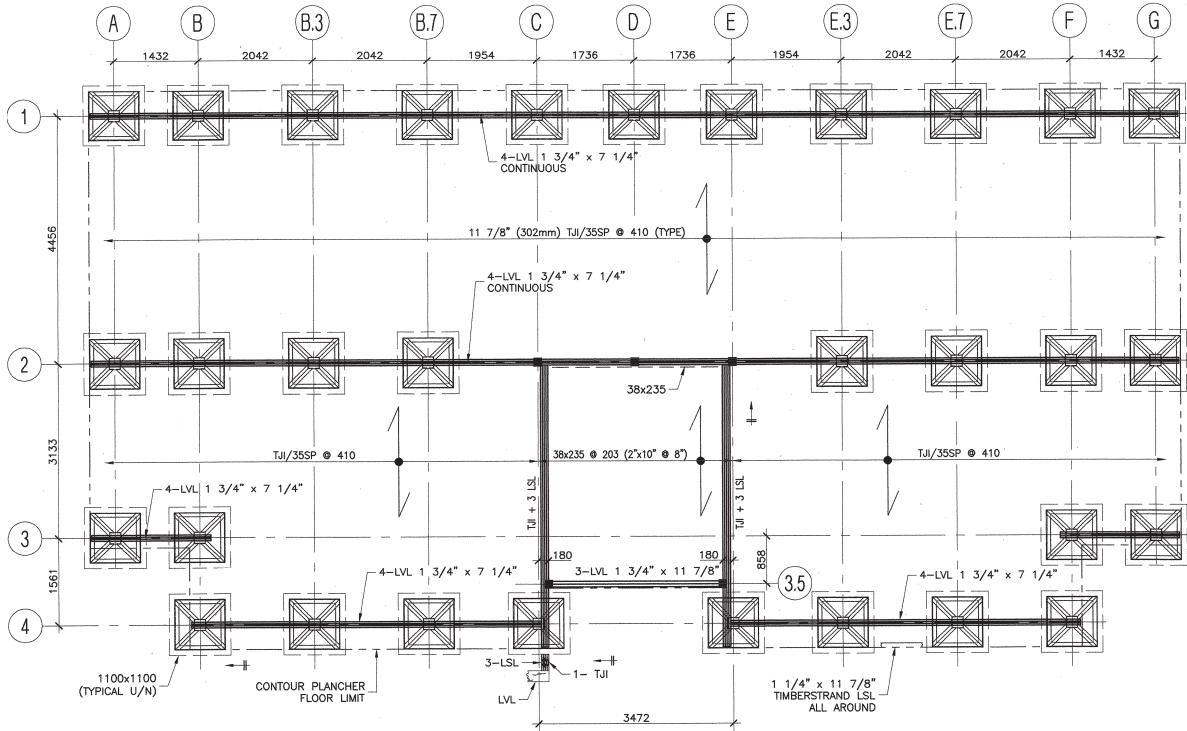 A B B.3 B.7 C D E E.3 E.7 F G
1432 2042 2042 1954 1736 1736 1954 2042 2042 1432
1
4-LVL 1 3/4" x 7 1/4"
CONTINUOUS
4456
11 7/8" (302mm) TJI/35SP @ 410 (TYPE)
4-LVL 1 3/4" x 7 1/4"
CONTINUOUS
2
38x235
3133
TJI/35SP @ 410
38x235 @ 203 (2"x10" @ 8")
TJI/35SP @ 410
4-LVL 1 3/4" x 7 1/4"
TJI + 3 LSL
TJI + 3 LSL
3
180
180
858
1561
4-LVL 1 3/4" x 7 1/4"
3-LVL 1 3/4" x 11 7/8"
3.5
4-LVL 1 3/4" x 7 1/4"
4
1100x1100
(TYPICAL U/N)
CONTOUR PLANCHER
FLOOR LIMIT
3-LSL
1- TJI
LVL
1 1/4" x 11 7/8"
TIMBERSTRAND LSL
ALL AROUND
3472